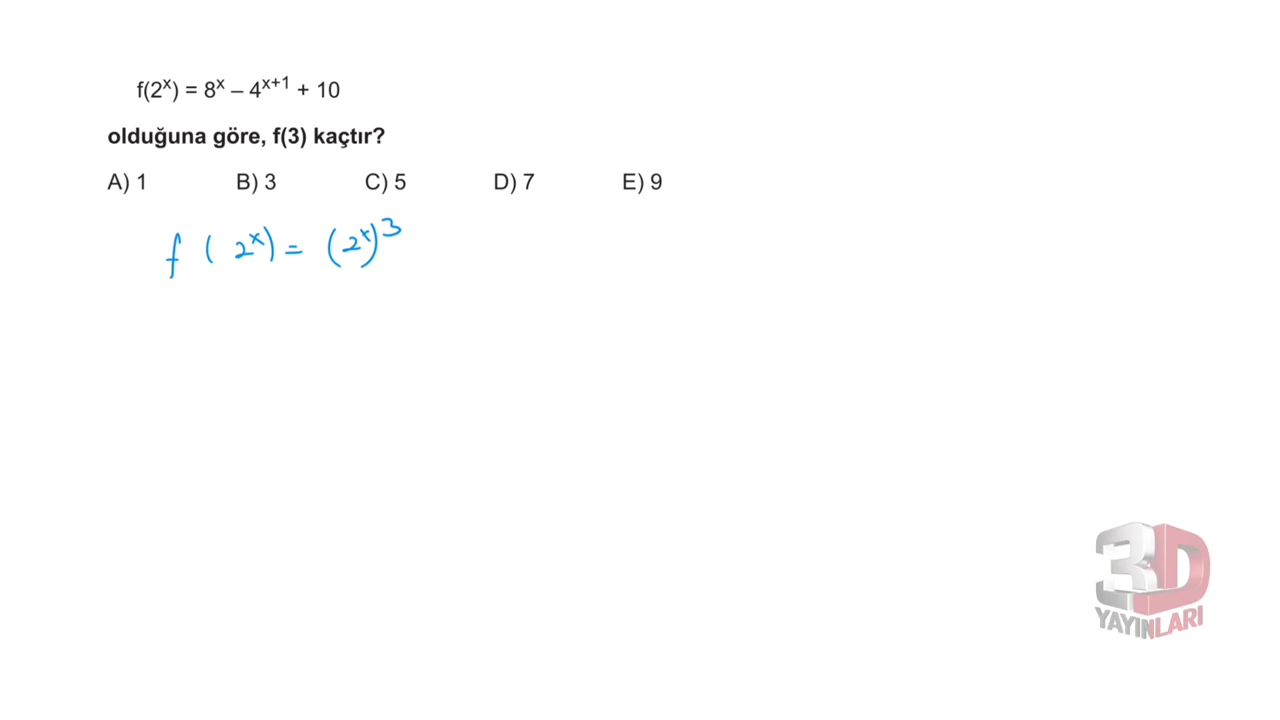 f(2ˣ) = 8ˣ – 4ˣ⁺¹ + 10
olduğuna göre, f(3) kaçtır?
A) 1 B) 3 C) 5 D) 7 E) 9
f (2ˣ) = (2ˣ)³
3D
YAYINLARI